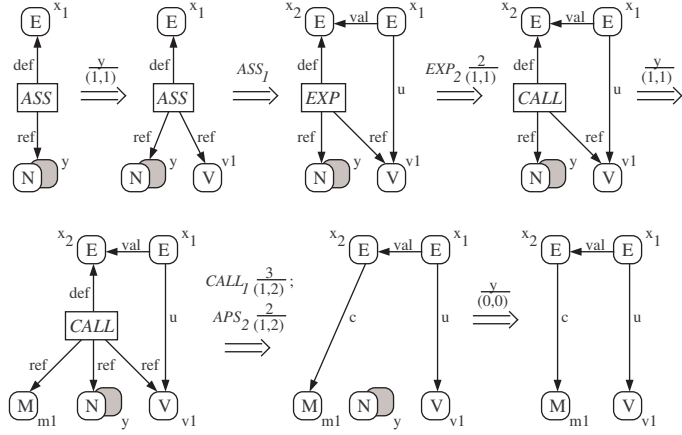 x1 x1 x2 x1 x2 x1
E E E val E E val E
def y/(1,1) def ASS1 def EXP2 2/(1,1) def y/(1,1)
u u
ASS ASS EXP CALL
ref ref ref ref ref ref ref
y y v1 y v1 y v1
N N V N V N V
x2 x1 x2 x1 x2 x1
E val E E val E E val E
def CALL1 3/(1,2) ; y/(0,0)
CALL u APS2 2/(1,2) c u c u
ref ref ref
M N V M N V M V
m1 y v1 m1 y v1 m1 v1